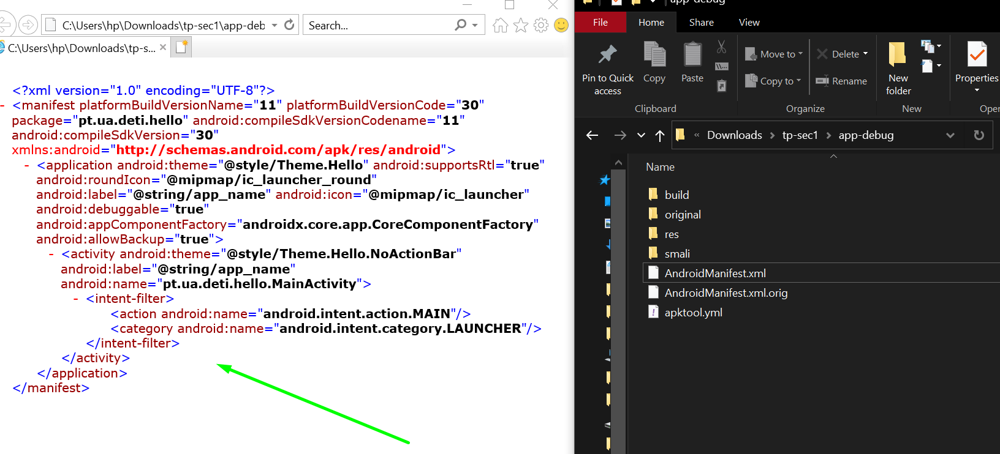 C:\Users\hp\Downloads\tp-sec1\app-deb
Search...
C:\Users\hp\Downloads\tp-s...
<?xml version="1.0" encoding="UTF-8"?>
- <manifest platformBuildVersionName="11" platformBuildVersionCode="30"
package="pt.ua.deti.hello" android:compileSdkVersionCodename="11"
android:compileSdkVersion="30"
xmlns:android="http://schemas.android.com/apk/res/android">
- <application android:theme="@style/Theme.Hello" android:supportsRtl="true"
android:roundIcon="@mipmap/ic_launcher_round"
android:label="@string/app_name" android:icon="@mipmap/ic_launcher"
android:debuggable="true"
android:appComponentFactory="androidx.core.app.CoreComponentFactory"
android:allowBackup="true">
- <activity android:theme="@style/Theme.Hello.NoActionBar"
android:label="@string/app_name"
android:name="pt.ua.deti.hello.MainActivity">
- <intent-filter>
<action android:name="android.intent.action.MAIN"/>
<category android:name="android.intent.category.LAUNCHER"/>
</intent-filter>
</activity>
</application>
</manifest>
app-debug
File Home Share View
Pin to Quick access
Copy
Paste
Move to
Copy to
Delete
Rename
New folder
Properties
Clipboard Organize New Open
« Downloads > tp-sec1 > app-debug
Name
build
original
res
smali
AndroidManifest.xml
AndroidManifest.xml.orig
apktool.yml